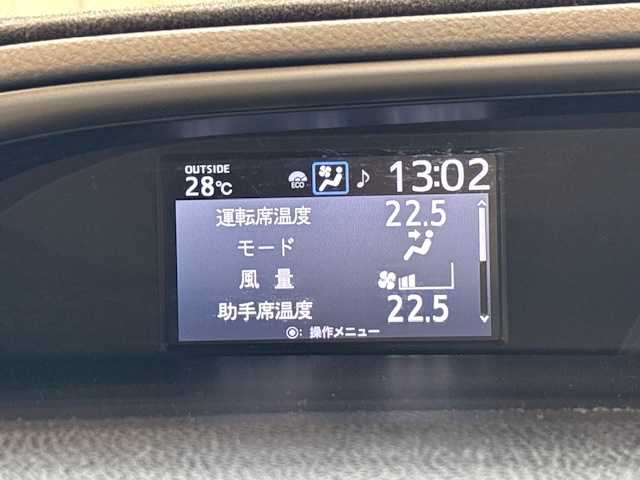 OUTSIDE
28℃ ECO ♪ 13:02
運転席温度 22.5
モード
風量
助手席温度 22.5
◉: 操作メニュー